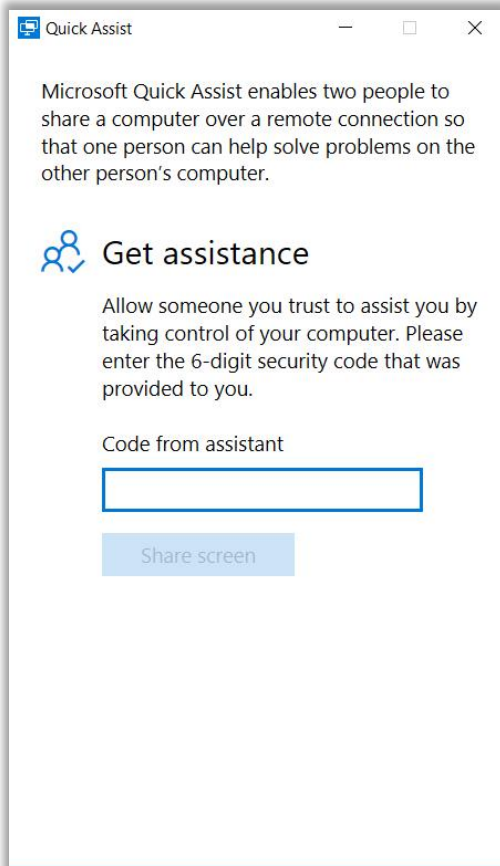 Quick Assist
Microsoft Quick Assist enables two people to
share a computer over a remote connection so
that one person can help solve problems on the
other person’s computer.
Get assistance
Allow someone you trust to assist you by
taking control of your computer. Please
enter the 6-digit security code that was
provided to you.
Code from assistant
Share screen